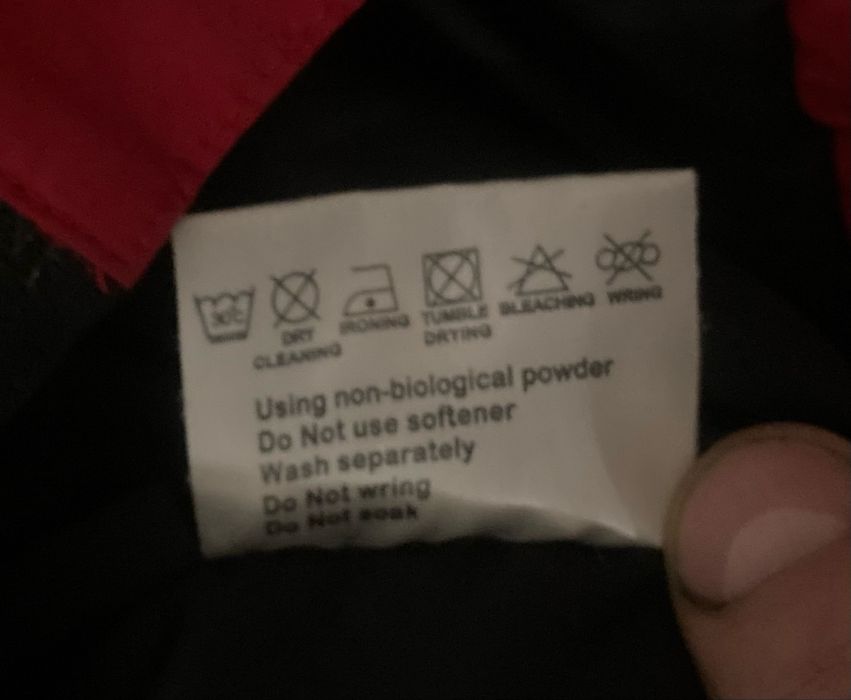 30°C
DRY CLEANING
IRONING
TUMBLE DRYING
BLEACHING
WRING
Using non-biological powder
Do Not use softener
Wash separately
Do Not wring
Do Not soak